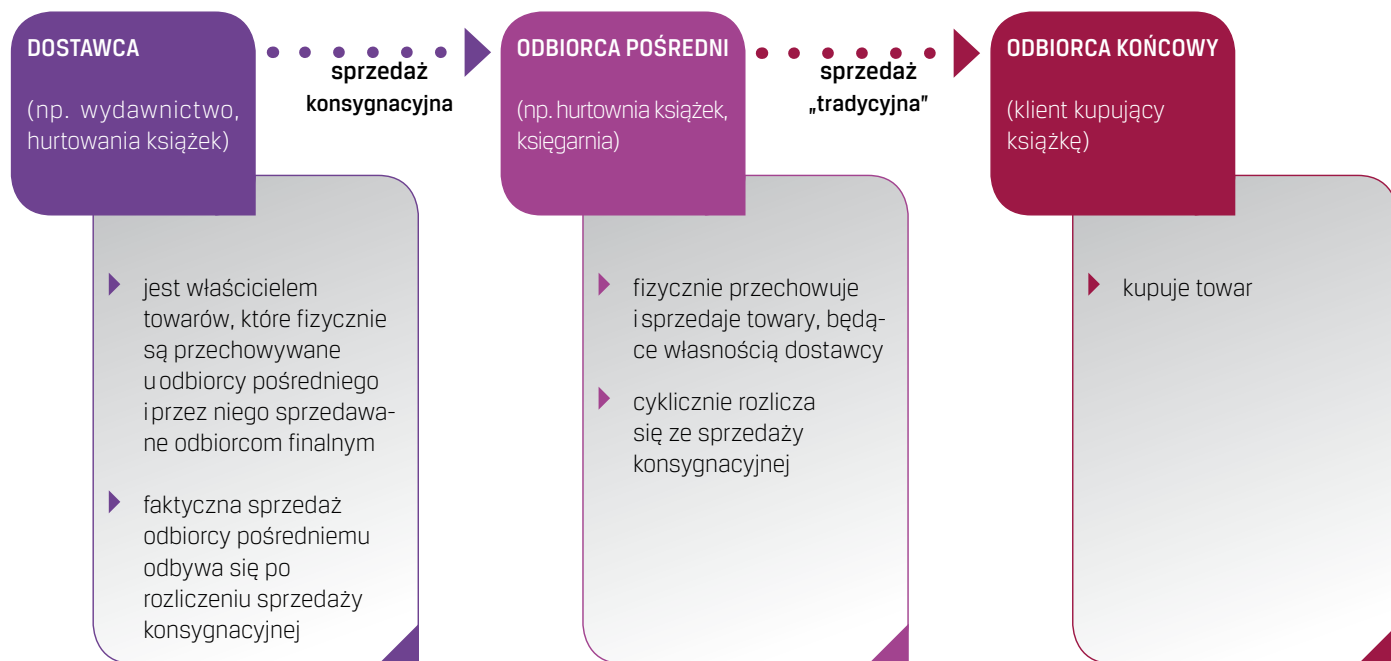 DOSTAWCA
(np. wydawnictwo,
hurtowania książek)
sprzedaż
konsygnacyjna
ODBIORCA POŚREDNI
(np. hurtownia książek,
księgarnia)
sprzedaż
„tradycyjna”
ODBIORCA KOŃCOWY
(klient kupujący
książkę)
jest właścicielem
towarów, które fizycznie
są przechowywane
u odbiorcy pośredniego
i przez niego sprzedawa-
ne odbiorcom finalnym
faktyczna sprzedaż
odbiorcy pośredniemu
odbywa się po
rozliczeniu sprzedaży
konsygnacyjnej
fizycznie przechowuje
i sprzedaje towary, będą-
ce własnością dostawcy
cyklicznie rozlicza
się ze sprzedaży
konsygnacyjnej
kupuje towar